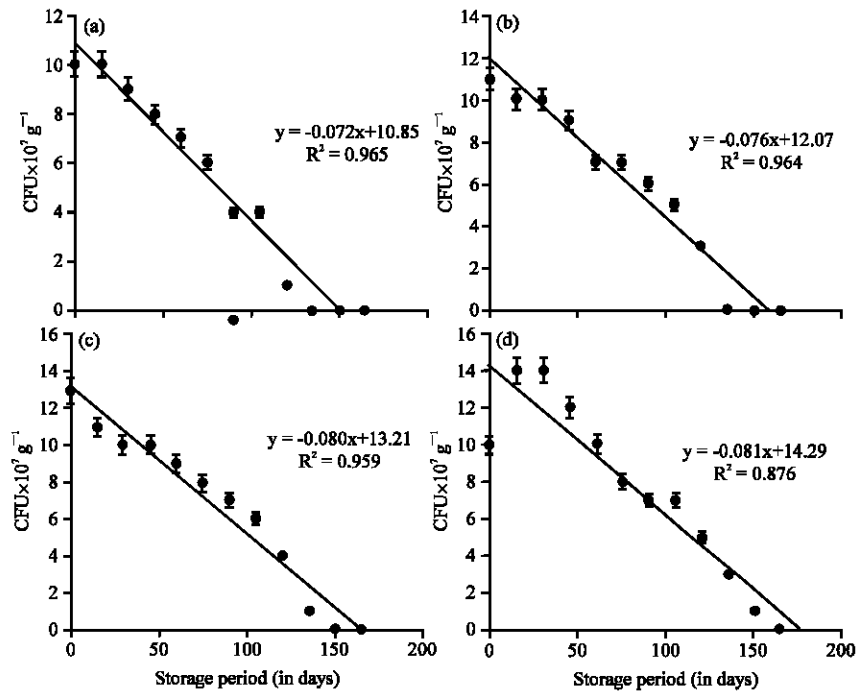 (a)
12
10
8
6
4
2
0
CFU×10⁷ g⁻¹
y = -0.072x+10.85
R² = 0.965
(b)
14
12
10
8
6
4
2
0
CFU×10⁷ g⁻¹
y = -0.076x+12.07
R² = 0.964
(c)
16
14
12
10
8
6
4
2
0
CFU×10⁷ g⁻¹
y = -0.080x+13.21
R² = 0.959
0 50 100 150 200
Storage period (in days)
(d)
16
14
12
10
8
6
4
2
0
CFU×10⁷ g⁻¹
y = -0.081x+14.29
R² = 0.876
0 50 100 150 200
Storage period (in days)